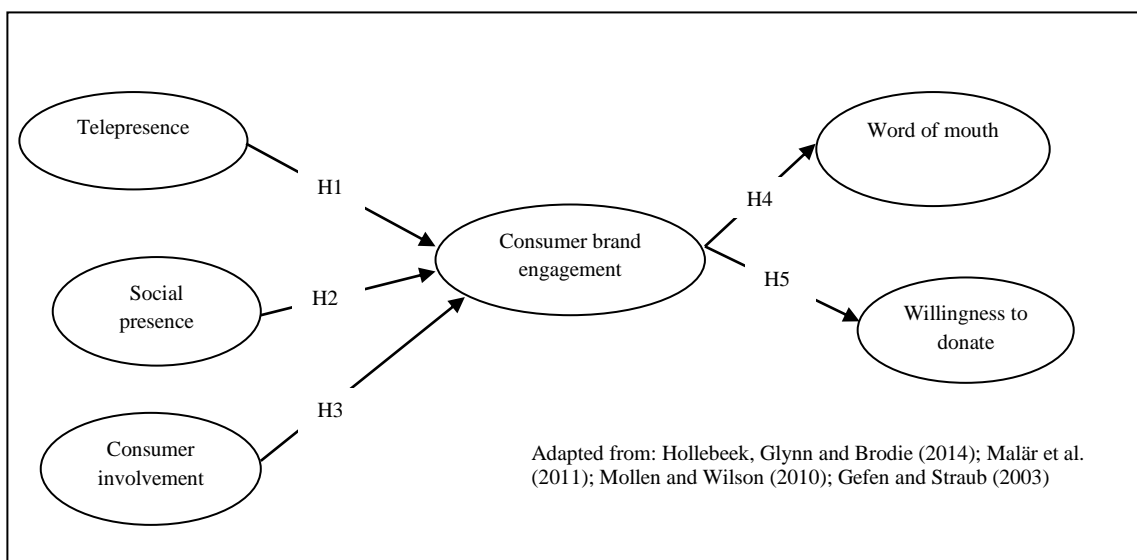 Telepresence
Word of mouth
H1
H4
Consumer brand
engagement
Social
presence
H2
H5
Willingness to
donate
H3
Consumer
involvement
Adapted from: Hollebeek, Glynn and Brodie (2014); Malär et al.
(2011); Mollen and Wilson (2010); Gefen and Straub (2003)